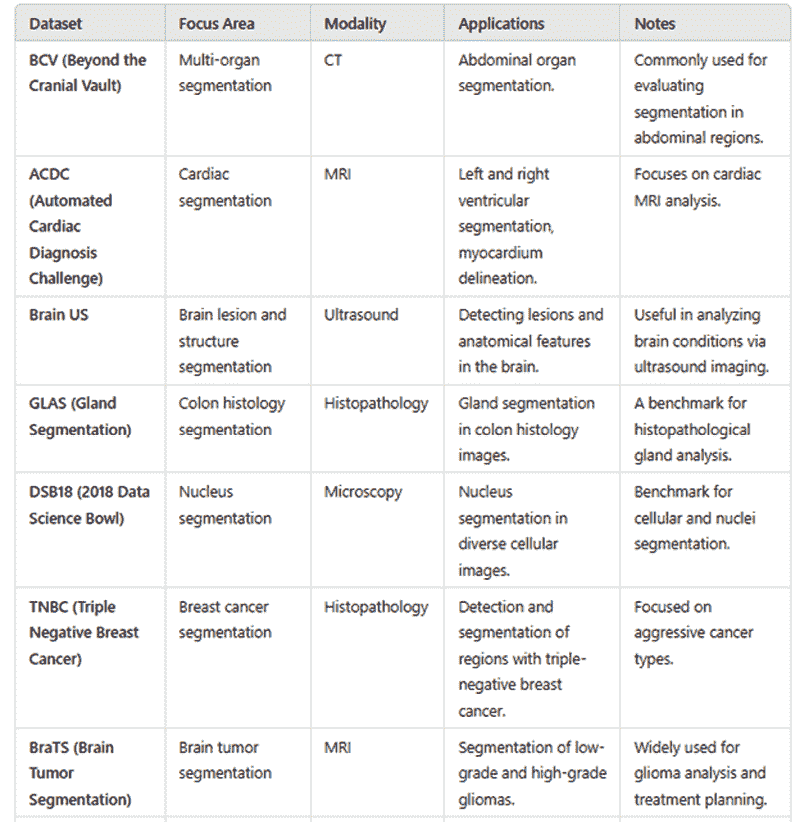 Dataset Focus Area Modality Applications Notes
BCV (Beyond the
Cranial Vault)
Multi-organ
segmentation
CT
Abdominal organ
segmentation.
Commonly used for
evaluating
segmentation in
abdominal regions.
ACDC
(Automated
Cardiac
Diagnosis
Challenge)
Cardiac
segmentation
MRI
Left and right
ventricular
segmentation,
myocardium
delineation.
Focuses on cardiac
MRI analysis.
Brain US
Brain lesion and
structure
segmentation
Ultrasound
Detecting lesions and
anatomical features
in the brain.
Useful in analyzing
brain conditions via
ultrasound imaging.
GLAS (Gland
Segmentation)
Colon histology
segmentation
Histopathology
Gland segmentation
in colon histology
images.
A benchmark for
histopathological
gland analysis.
DSB18 (2018 Data
Science Bowl)
Nucleus
segmentation
Microscopy
Nucleus
segmentation in
diverse cellular
images.
Benchmark for
cellular and nuclei
segmentation.
TNBC (Triple
Negative Breast
Cancer)
Breast cancer
segmentation
Histopathology
Detection and
segmentation of
regions with triple-
negative breast
cancer.
Focused on
aggressive cancer
types.
BraTS (Brain
Tumor
Segmentation)
Brain tumor
segmentation
MRI
Segmentation of low-
grade and high-grade
gliomas.
Widely used for
glioma analysis and
treatment planning.